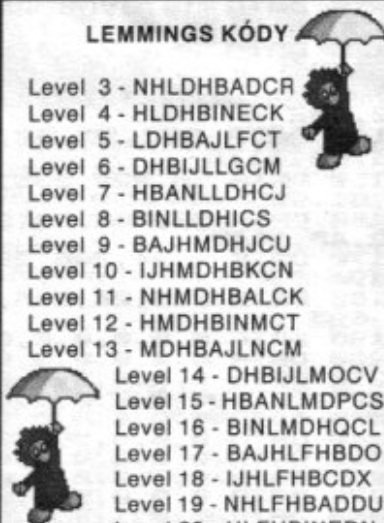 LEMMINGS KÓDY
Level 3 - NHLDHBADCR
Level 4 - HLDHBINECK
Level 5 - LDHBAJLFCT
Level 6 - DHBIJLLGCM
Level 7 - HBANLLDHCJ
Level 8 - BINLLDHICS
Level 9 - BAJHMDHJCU
Level 10 - IJHMDHBKCN
Level 11 - NHMDHBALCK
Level 12 - HMDHBINMCT
Level 13 - MDHBAJLNCM
Level 14 - DHBIJLMOCV
Level 15 - HBANLMDPCS
Level 16 - BINLMDHQCL
Level 17 - BAJHLFHBDO
Level 18 - IJHLFHBCDX
Level 19 - NHLFHBADDU